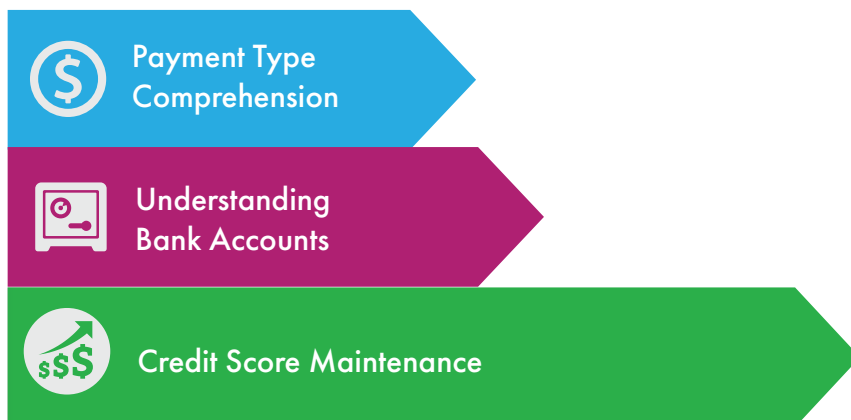 Payment Type
Comprehension
Understanding
Bank Accounts
Credit Score Maintenance